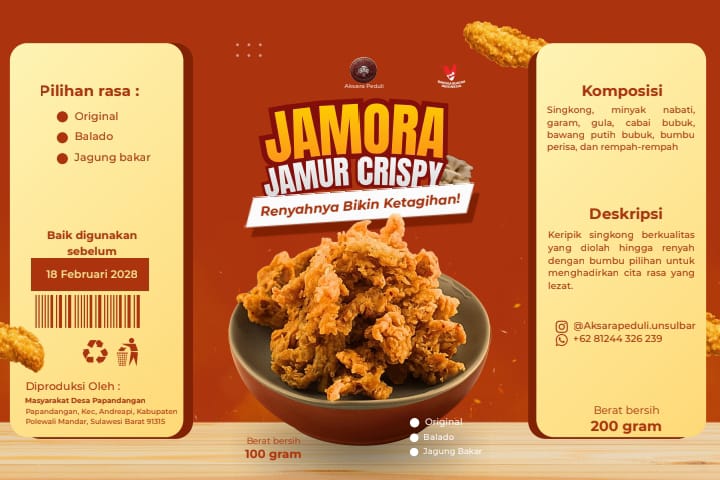 Pilihan rasa :
Original
Balado
Jagung bakar
Baik digunakan
sebelum
18 Februari 2028
Diproduksi Oleh :
Masyarakat Desa Papandangan
Papandangan, Kec, Andreapi, Kabupaten
Polewali Mandar, Sulawesi Barat 91315
Aksara Peduli
JAMORA
JAMUR CRISPY
Renyahnya Bikin Ketagihan!
Berat bersih
100 gram
Original
Balado
Jagung Bakar
Komposisi
Singkong, minyak nabati,
garam, gula, cabai bubuk,
bawang putih bubuk, bumbu
perisa, dan rempah-rempah
Deskripsi
Keripik singkong berkualitas
yang diolah hingga renyah
dengan bumbu pilihan untuk
menghadirkan cita rasa yang
lezat.
@Aksarapeduli.unsulbar
+62 81244 326 239
Berat bersih
200 gram